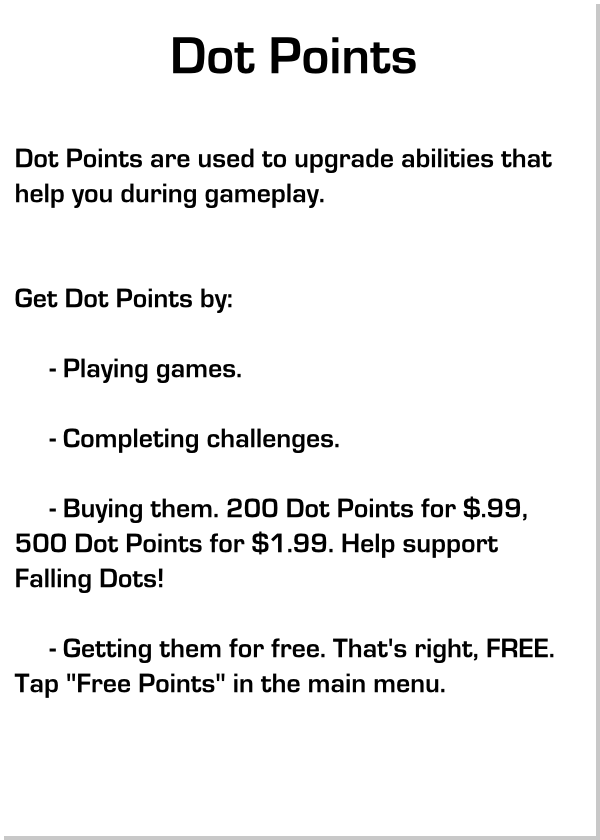 Dot Points
Dot Points are used to upgrade abilities that
help you during gameplay.
Get Dot Points by:
- Playing games.
- Completing challenges.
- Buying them. 200 Dot Points for $.99,
500 Dot Points for $1.99. Help support
Falling Dots!
- Getting them for free. That's right, FREE.
Tap "Free Points" in the main menu.